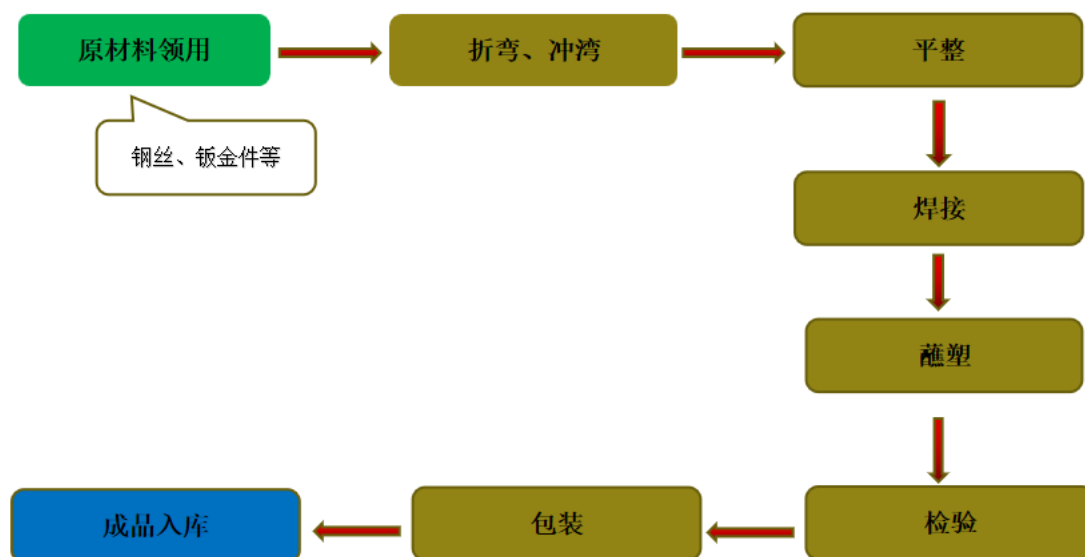 原材料领用
折弯、冲湾
平整
钢丝、钣金件等
焊接
蘸塑
检验
包装
成品入库